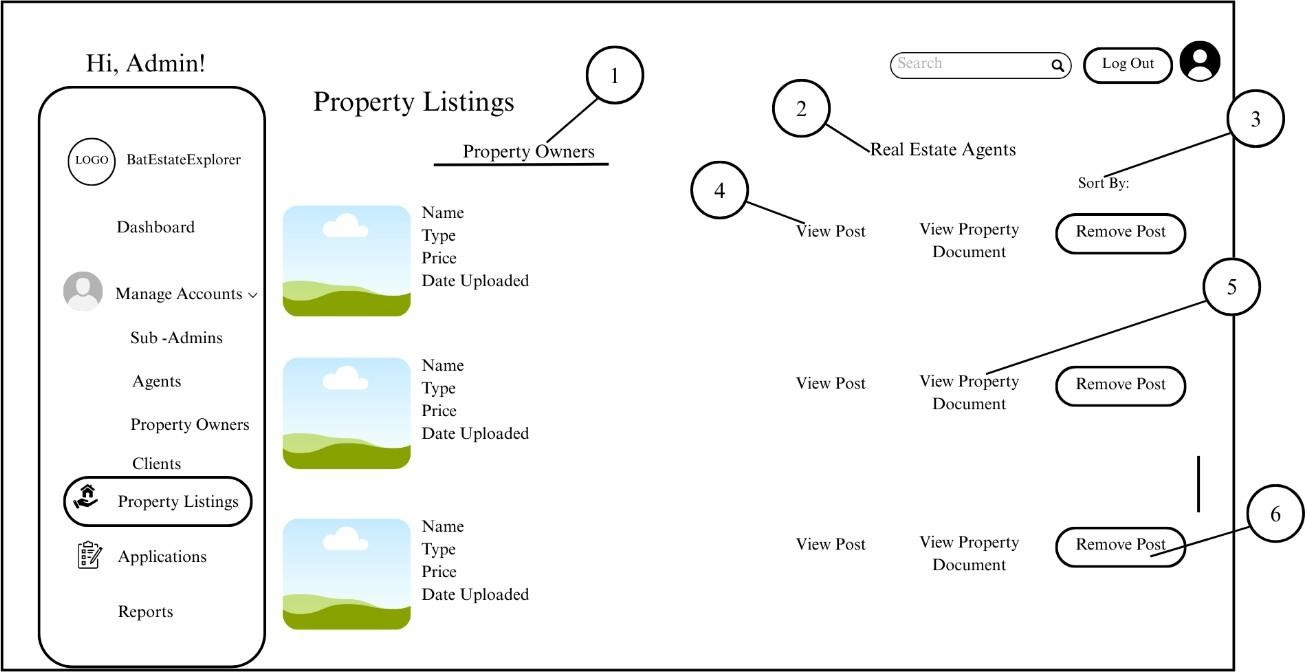 Hi, Admin!
Search
Log Out
1
Property Listings
2
3
Property Owners
Real Estate Agents
LOGO
BatEstateExplorer
Sort By:
4
Dashboard
Name
Type
Price
Date Uploaded
View Post
View Property
Document
Remove Post
5
Manage Accounts
Sub -Admins
Agents
Property Owners
Clients
Name
Type
Price
Date Uploaded
View Post
View Property
Document
Remove Post
Property Listings
Applications
Reports
6
Name
Type
Price
Date Uploaded
View Post
View Property
Document
Remove Post